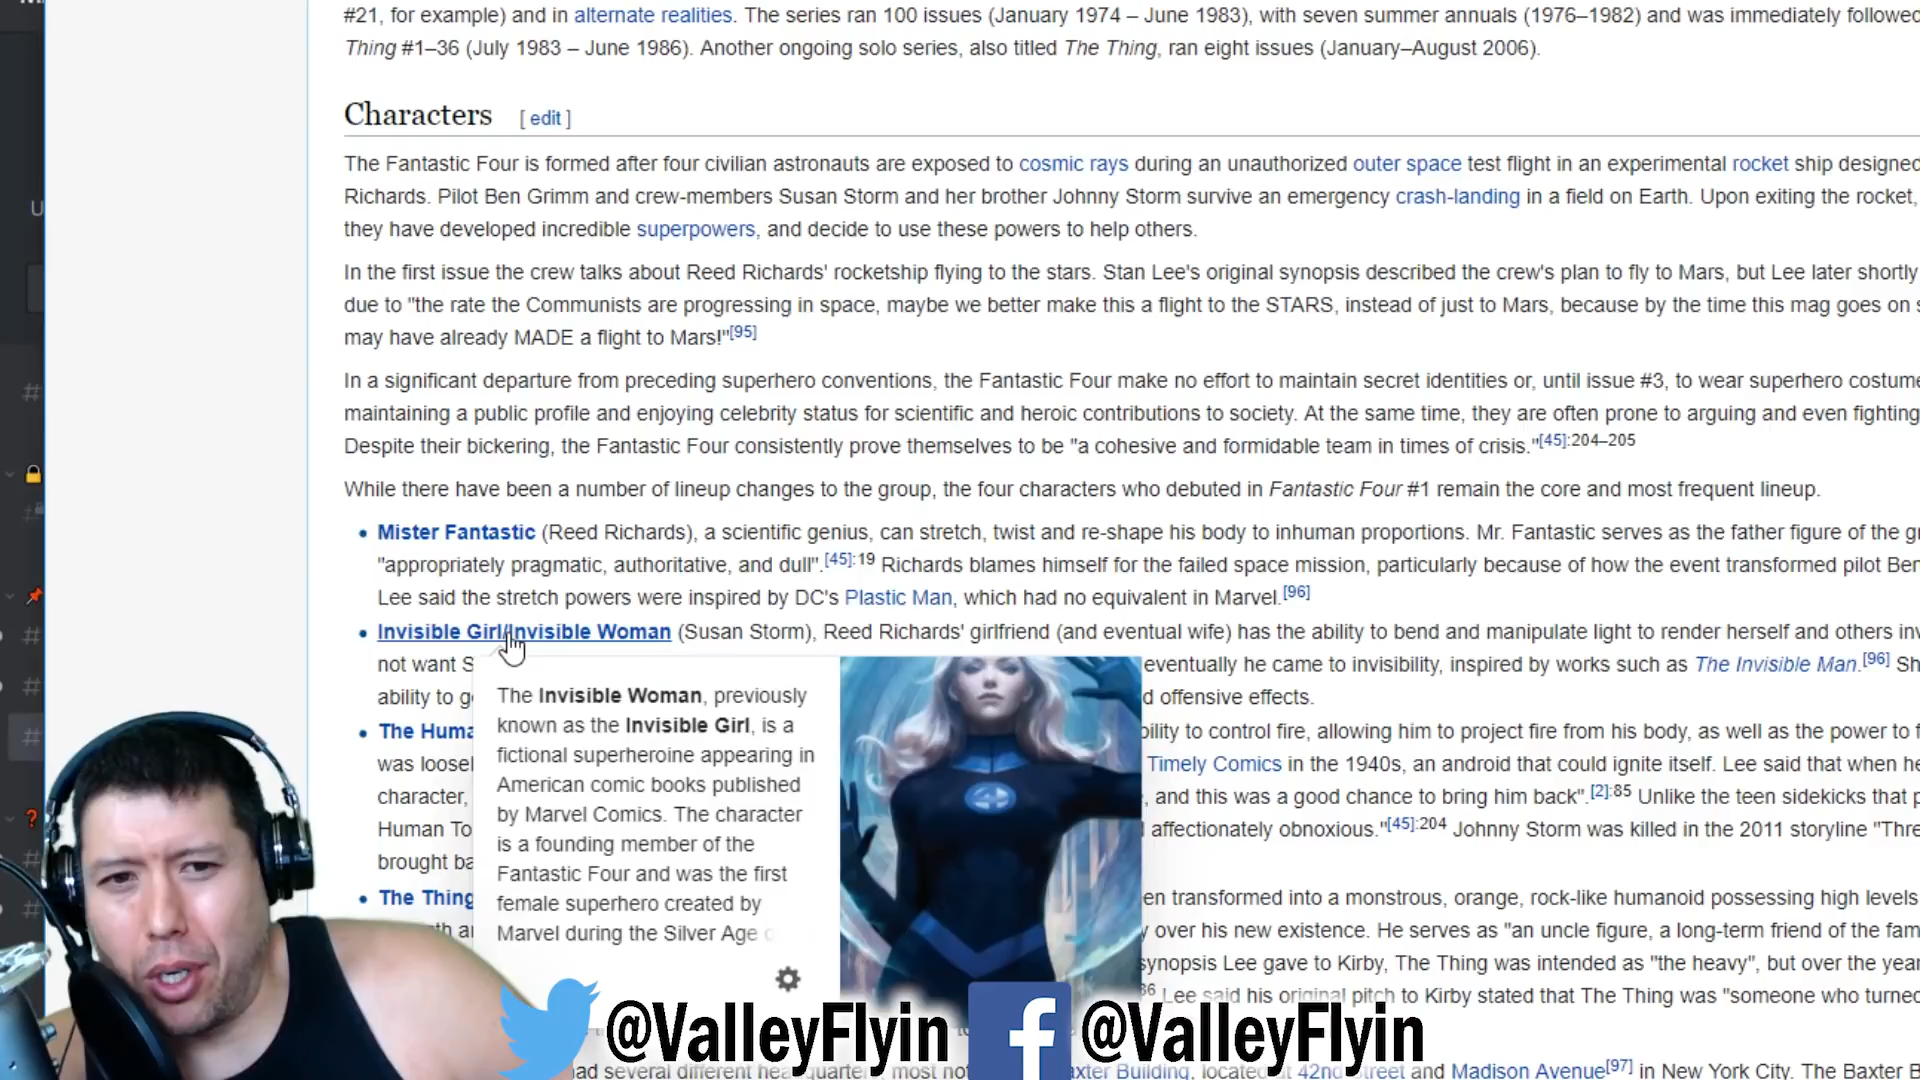 #21, for example) and in alternate realities. The series ran 100 issues (January 1974 – June 1983), with seven summer annuals (1976–1982) and was immediately followed
Thing #1–36 (July 1983 – June 1986). Another ongoing solo series, also titled The Thing, ran eight issues (January–August 2006).
Characters [ edit ]
The Fantastic Four is formed after four civilian astronauts are exposed to cosmic rays during an unauthorized outer space test flight in an experimental rocket ship designed
Richards. Pilot Ben Grimm and crew-members Susan Storm and her brother Johnny Storm survive an emergency crash-landing in a field on Earth. Upon exiting the rocket,
they have developed incredible superpowers, and decide to use these powers to help others.
In the first issue the crew talks about Reed Richards' rocketship flying to the stars. Stan Lee's original synopsis described the crew's plan to fly to Mars, but Lee later shortly
due to "the rate the Communists are progressing in space, maybe we better make this a flight to the STARS, instead of just to Mars, because by the time this mag goes on
may have already MADE a flight to Mars!"[95]
In a significant departure from preceding superhero conventions, the Fantastic Four make no effort to maintain secret identities or, until issue #3, to wear superhero costume
maintaining a public profile and enjoying celebrity status for scientific and heroic contributions to society. At the same time, they are often prone to arguing and even fighting
Despite their bickering, the Fantastic Four consistently prove themselves to be "a cohesive and formidable team in times of crisis."[45]:204–205
While there have been a number of lineup changes to the group, the four characters who debuted in Fantastic Four #1 remain the core and most frequent lineup.
• Mister Fantastic (Reed Richards), a scientific genius, can stretch, twist and re-shape his body to inhuman proportions. Mr. Fantastic serves as the father figure of the
"appropriately pragmatic, authoritative, and dull".[45]:19 Richards blames himself for the failed space mission, particularly because of how the event transformed pilot Ben
Lee said the stretch powers were inspired by DC's Plastic Man, which had no equivalent in Marvel.[96]
• Invisible Girl/Invisible Woman (Susan Storm), Reed Richards' girlfriend (and eventual wife) has the ability to bend and manipulate light to render herself and others
not want eventually he came to invisibility, inspired by works such as The Invisible Man.[96]
ability to offensive effects.
The Invisible Woman, previously
known as the Invisible Girl, is a
fictional superheroine appearing in
American comic books published
by Marvel Comics. The character
is a founding member of the
Fantastic Four and was the first
female superhero created by
Marvel during the Silver Age
• The to control fire, allowing him to project fire from his body, as well as the power to
was Timely Comics in the 1940s, an android that could ignite itself. Lee said that when he
character, and this was a good chance to bring him back".[2]:85 Unlike the teen sidekicks that
Human affectionately obnoxious."[45]:204 Johnny Storm was killed in the 2011 storyline
brought
• The Thing transformed into a monstrous, orange, rock-like humanoid possessing high levels
over his new existence. He serves as "an uncle figure, a long-term friend of the
synopsis Lee gave to Kirby, The Thing was intended as "the heavy", but over the
Lee said his original pitch to Kirby stated that The Thing was "someone who turned
@ValleyFlyin f @ValleyFlyin
had several different headquarters, most Baxter Building, located at 42nd Street and Madison Avenue[97] in New York City. The Baxter